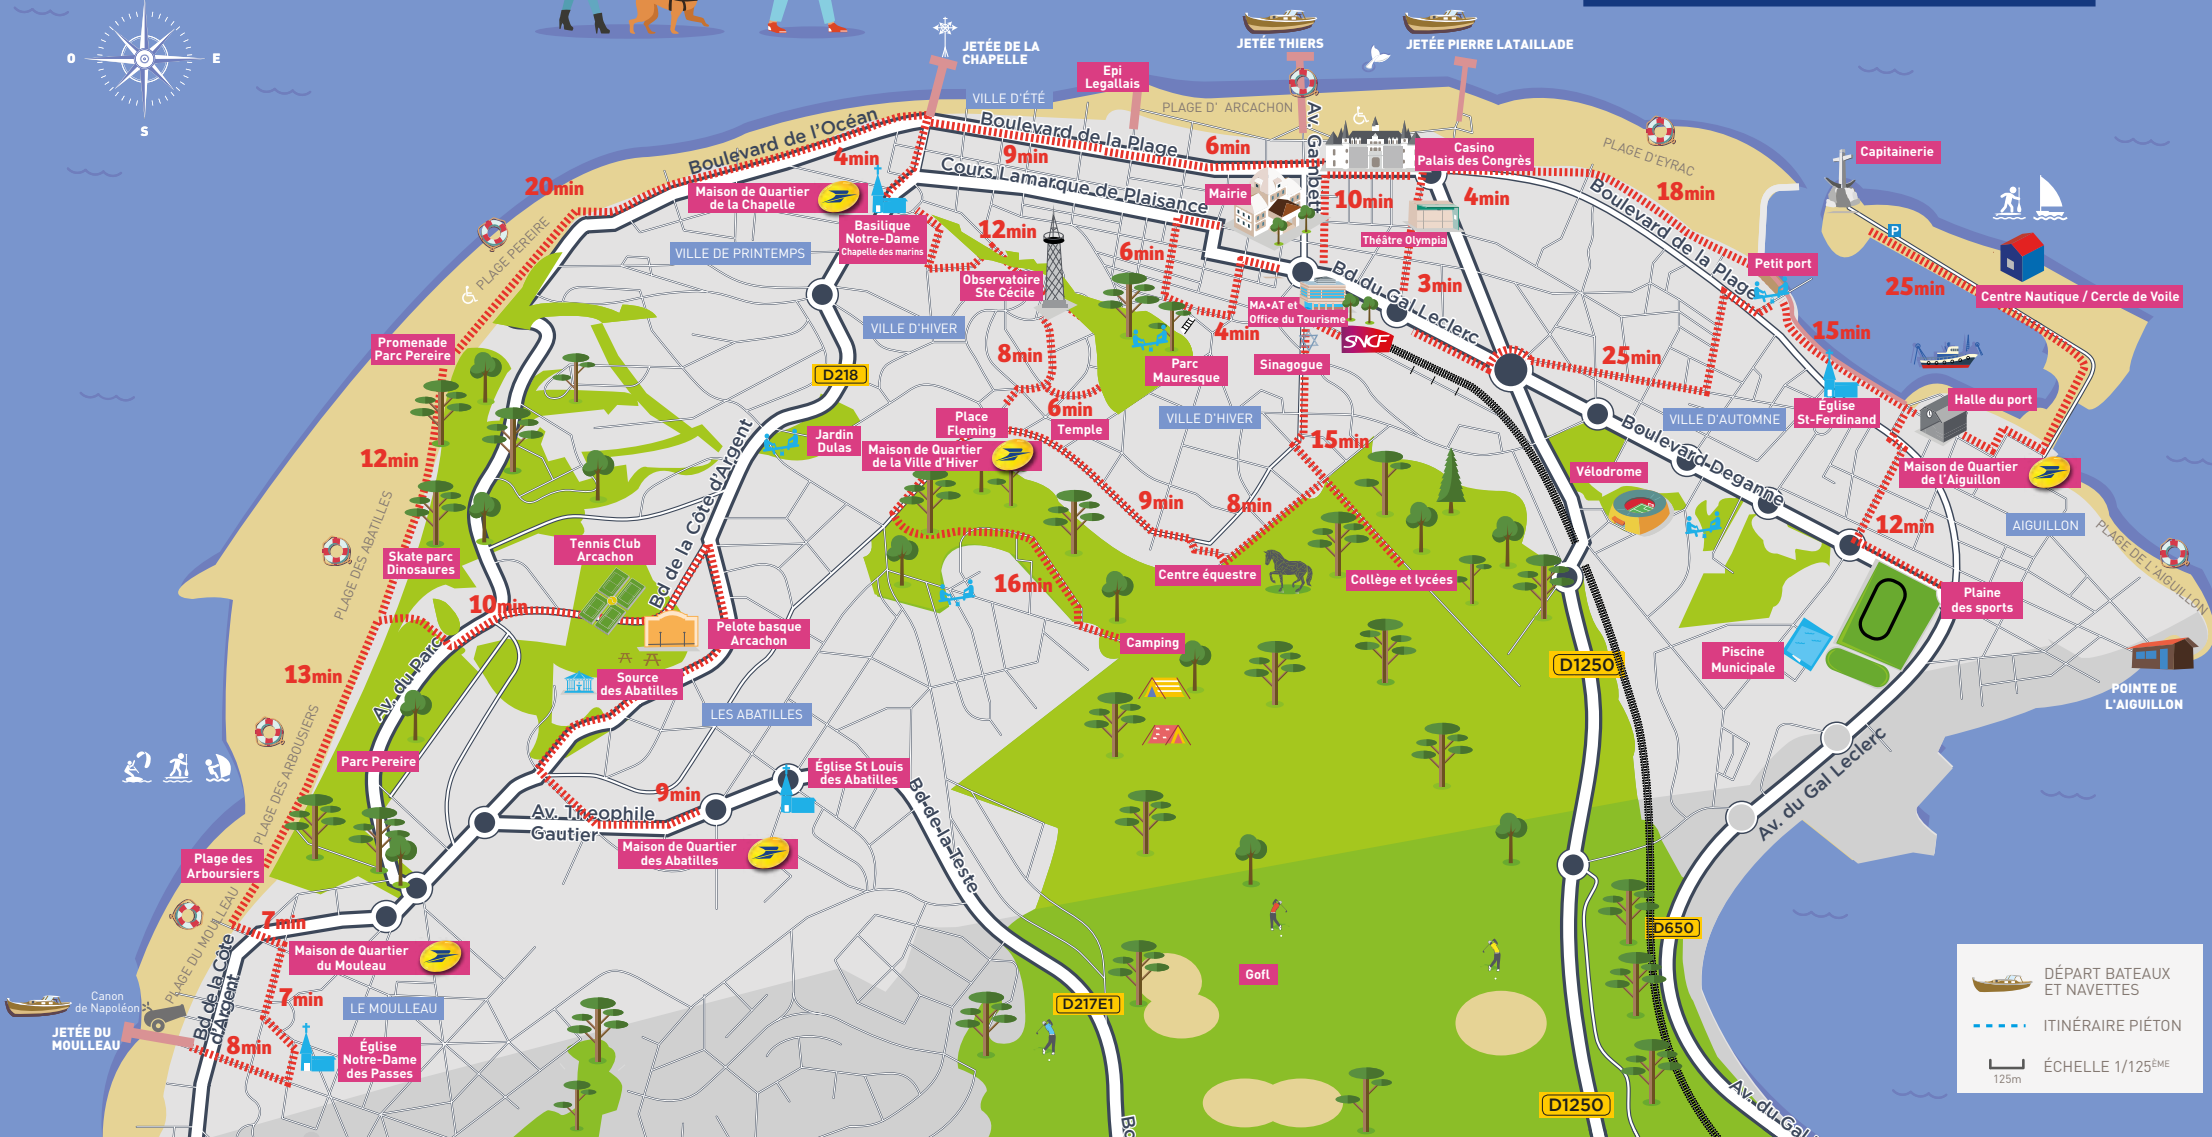 O
E
S
JETÉE DE LA
CHAPELLE
JETÉE THIERS
JETÉE PIERRE LATAILLADE
Epi
Legallais
VILLE D'ÉTÉ
PLAGE D' ARCACHON
Av. Gambetta
PLAGE D'EYRAC
Capitainerie
Boulevard de l'Océan
Boulevard de la Plage
6min
9min
4min
20min
Casino
Palais des Congrès
Cours Lamarque de Plaisance
Maison de Quartier
de la Chapelle
Mairie
10min
4min
18min
Boulevard de la Plage
Basilique
Notre-Dame
Chapelle des marins
12min
Théâtre Olympia
P
PLAGE PEREIRE
VILLE DE PRINTEMPS
6min
Petit port
Observatoire
Ste Cécile
3min
25min
Centre Nautique / Cercle de Voile
MA•AT et
Office du Tourisme
Bd du Gal Leclerc
VILLE D'HIVER
4min
SNCF
15min
Promenade
Parc Pereire
8min
Parc
Mauresque
Sinagogue
25min
D218
6min
Place
Fleming
Temple
VILLE D'HIVER
VILLE D'AUTOMNE
Église
St-Ferdinand
Halle du port
Jardin
Dulas
Maison de Quartier
de la Ville d'Hiver
15min
Boulevard Deganne
12min
Vélodrome
Maison de Quartier
de l'Aiguillon
PLAGE DES ABATILLES
Bd de la Côte d'Argent
9min
8min
12min
AIGUILLON
PLAGE DE L'AIGUILLON
Skate parc
Dinosaures
Tennis Club
Arcachon
Centre équestre
Collège et lycées
16min
10min
Plaine
des sports
Pelote basque
Arcachon
Camping
Piscine
Municipale
D1250
13min
Av. du Parc
Source
des Abatilles
POINTE DE
L'AIGUILLON
LES ABATILLES
PLAGE DES ARBOUSIERS
Parc Pereire
Église St Louis
des Abatilles
9min
Av. Theophile
Gautier
Bd de la Teste
Av. du Gal Leclerc
Maison de Quartier
des Abatilles
Plage des
Arboursiers
7min
PLAGE DU MOULLEAU
D650
Maison de Quartier
du Mouleau
Gofl
Bd de la Côte
d'Argent
7min
Canon
de Napoléon
LE MOULLEAU
D217E1
JETÉE DU
MOULLEAU
8min
Église
Notre-Dame
des Passes
D1250
DÉPART BATEAUX
ET NAVETTES
ITINÉRAIRE PIÉTON
ÉCHELLE 1/125ÈME
125m